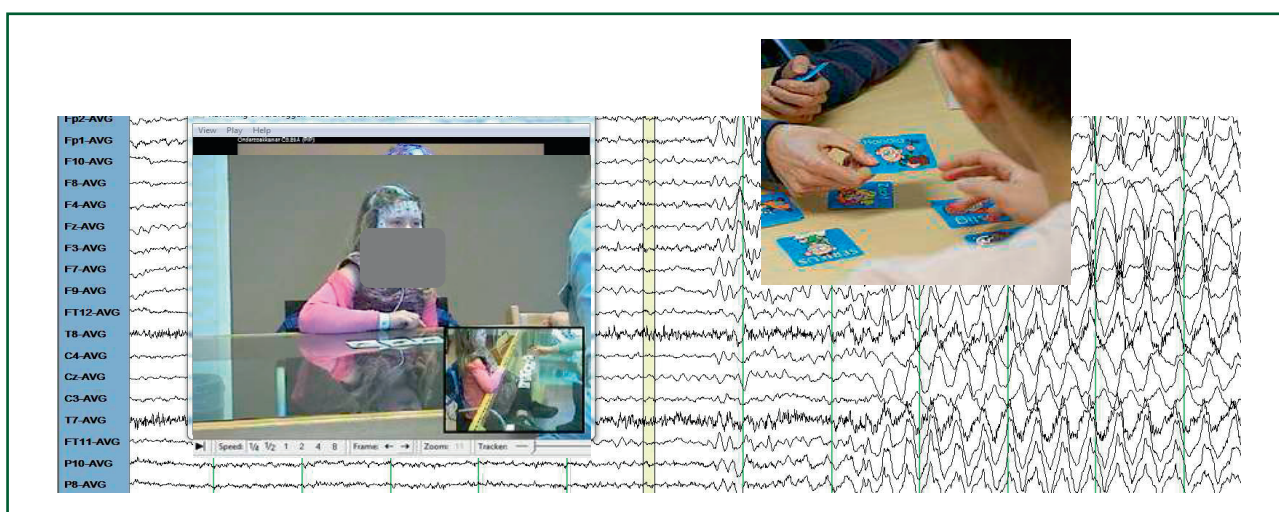 Fp2-AVG
Fp1-AVG
F10-AVG
F8-AVG
F4-AVG
Fz-AVG
F3-AVG
F7-AVG
F9-AVG
FT12-AVG
T8-AVG
C4-AVG
Cz-AVG
C3-AVG
T7-AVG
FT11-AVG
P10-AVG
P8-AVG
View Play Help
(PiP)
Speed: ¼ ½ 1 2 4 8 Frame: ← → Zoom: Tracker: